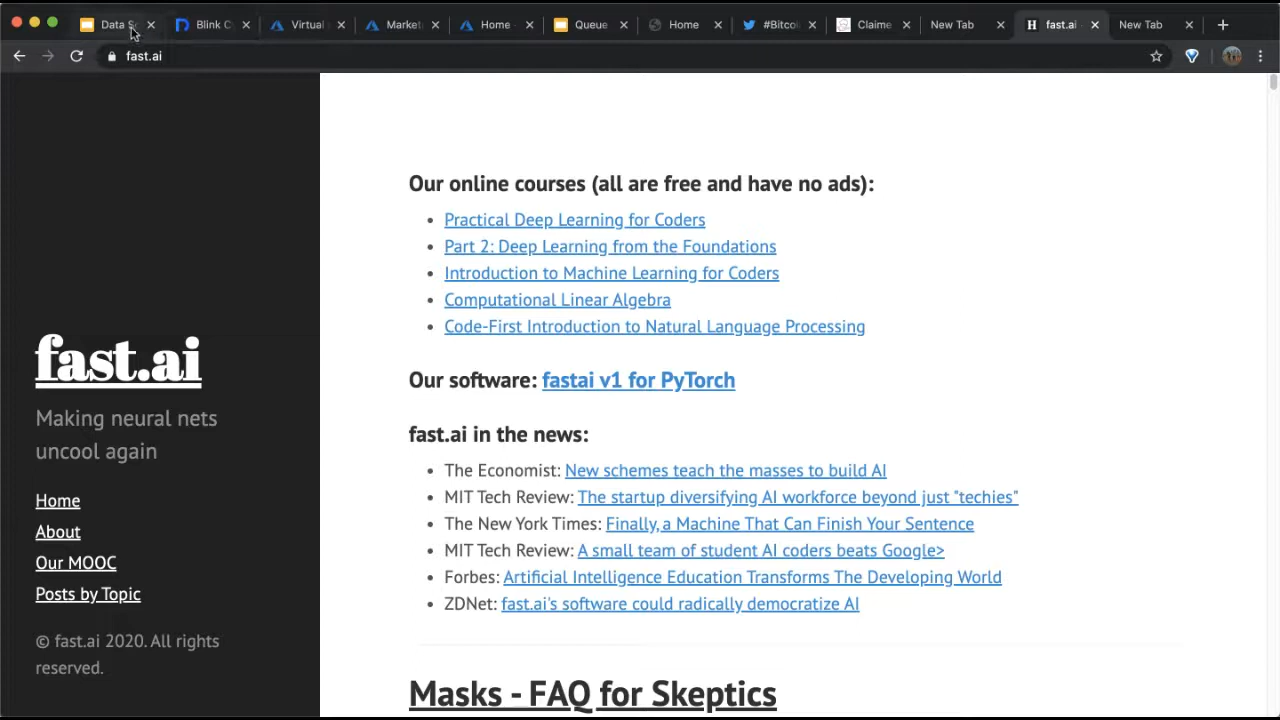 Data S
Blink C
Virtual
Market
Home
Queue
Home
#Bitco
Claime
New Tab
fast.ai
New Tab
fast.ai
Our online courses (all are free and have no ads):
Practical Deep Learning for Coders
Part 2: Deep Learning from the Foundations
Introduction to Machine Learning for Coders
Computational Linear Algebra
Code-First Introduction to Natural Language Processing
fast.ai
Making neural nets
uncool again
Home
About
Our MOOC
Posts by Topic
© fast.ai 2020. All rights
reserved.
Our software: fastai v1 for PyTorch
fast.ai in the news:
The Economist: New schemes teach the masses to build AI
MIT Tech Review: The startup diversifying AI workforce beyond just "techies"
The New York Times: Finally, a Machine That Can Finish Your Sentence
MIT Tech Review: A small team of student AI coders beats Google>
Forbes: Artificial Intelligence Education Transforms The Developing World
ZDNet: fast.ai's software could radically democratize AI
Masks - FAQ for Skeptics